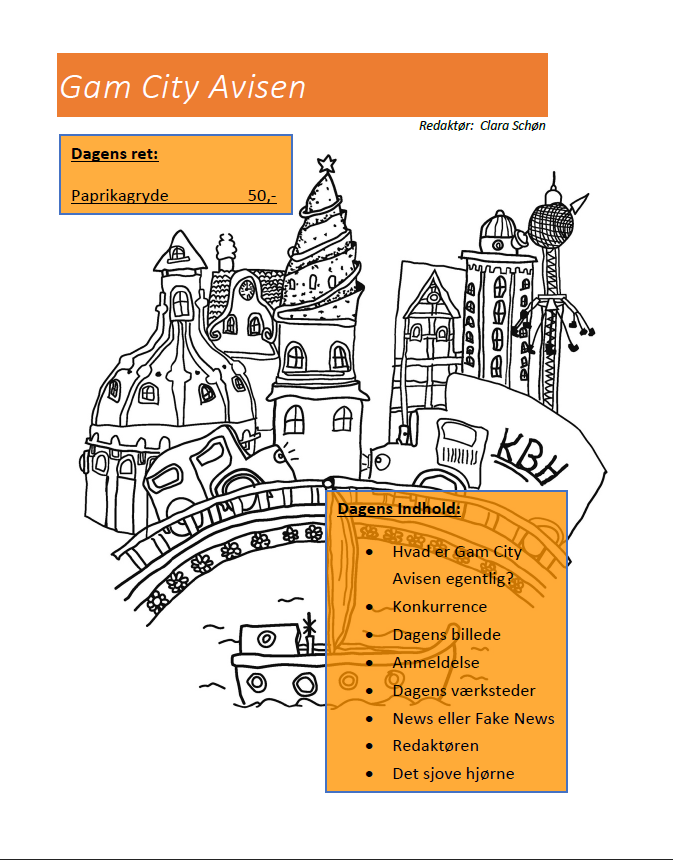 Gam City Avisen
Redaktør: Clara Schøn
Dagens ret:
Paprikagryde 50,-
KBH
Dagens Indhold:
• Hvad er Gam City
Avisen egentlig?
• Konkurrence
• Dagens billede
• Anmeldelse
• Dagens værksteder
• News eller Fake News
• Redaktøren
• Det sjove hjørne